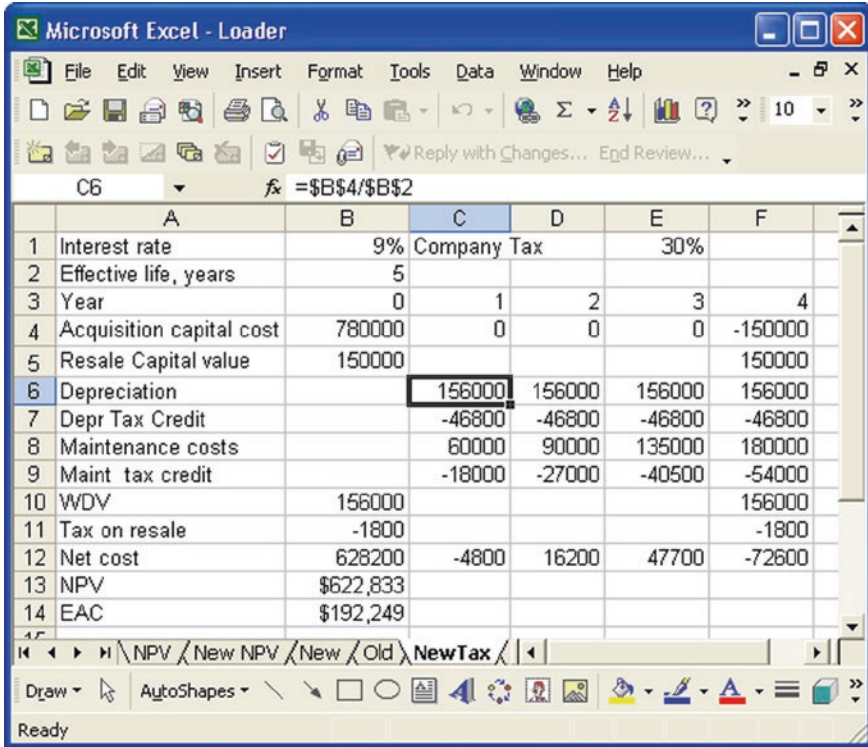 Microsoft Excel - Loader
File Edit View Insert Format Tools Data Window Help
10
Reply with Changes... End Review...
C6 fx =$B$4/$B$2
A B C D E F
1 Interest rate 9% Company Tax 30%
2 Effective life, years 5
3 Year 0 1 2 3 4
4 Acquisition capital cost 780000 0 0 0 -150000
5 Resale Capital value 150000 150000
6 Depreciation 156000 156000 156000 156000
7 Depr Tax Credit -46800 -46800 -46800 -46800
8 Maintenance costs 60000 90000 135000 180000
9 Maint tax credit -18000 -27000 -40500 -54000
10 WDV 156000 156000
11 Tax on resale -1800 -1800
12 Net cost 628200 -4800 16200 47700 -72600
13 NPV $622,833
14 EAC $192,249
NPV New NPV New Old NewTax
Draw AutoShapes
Ready